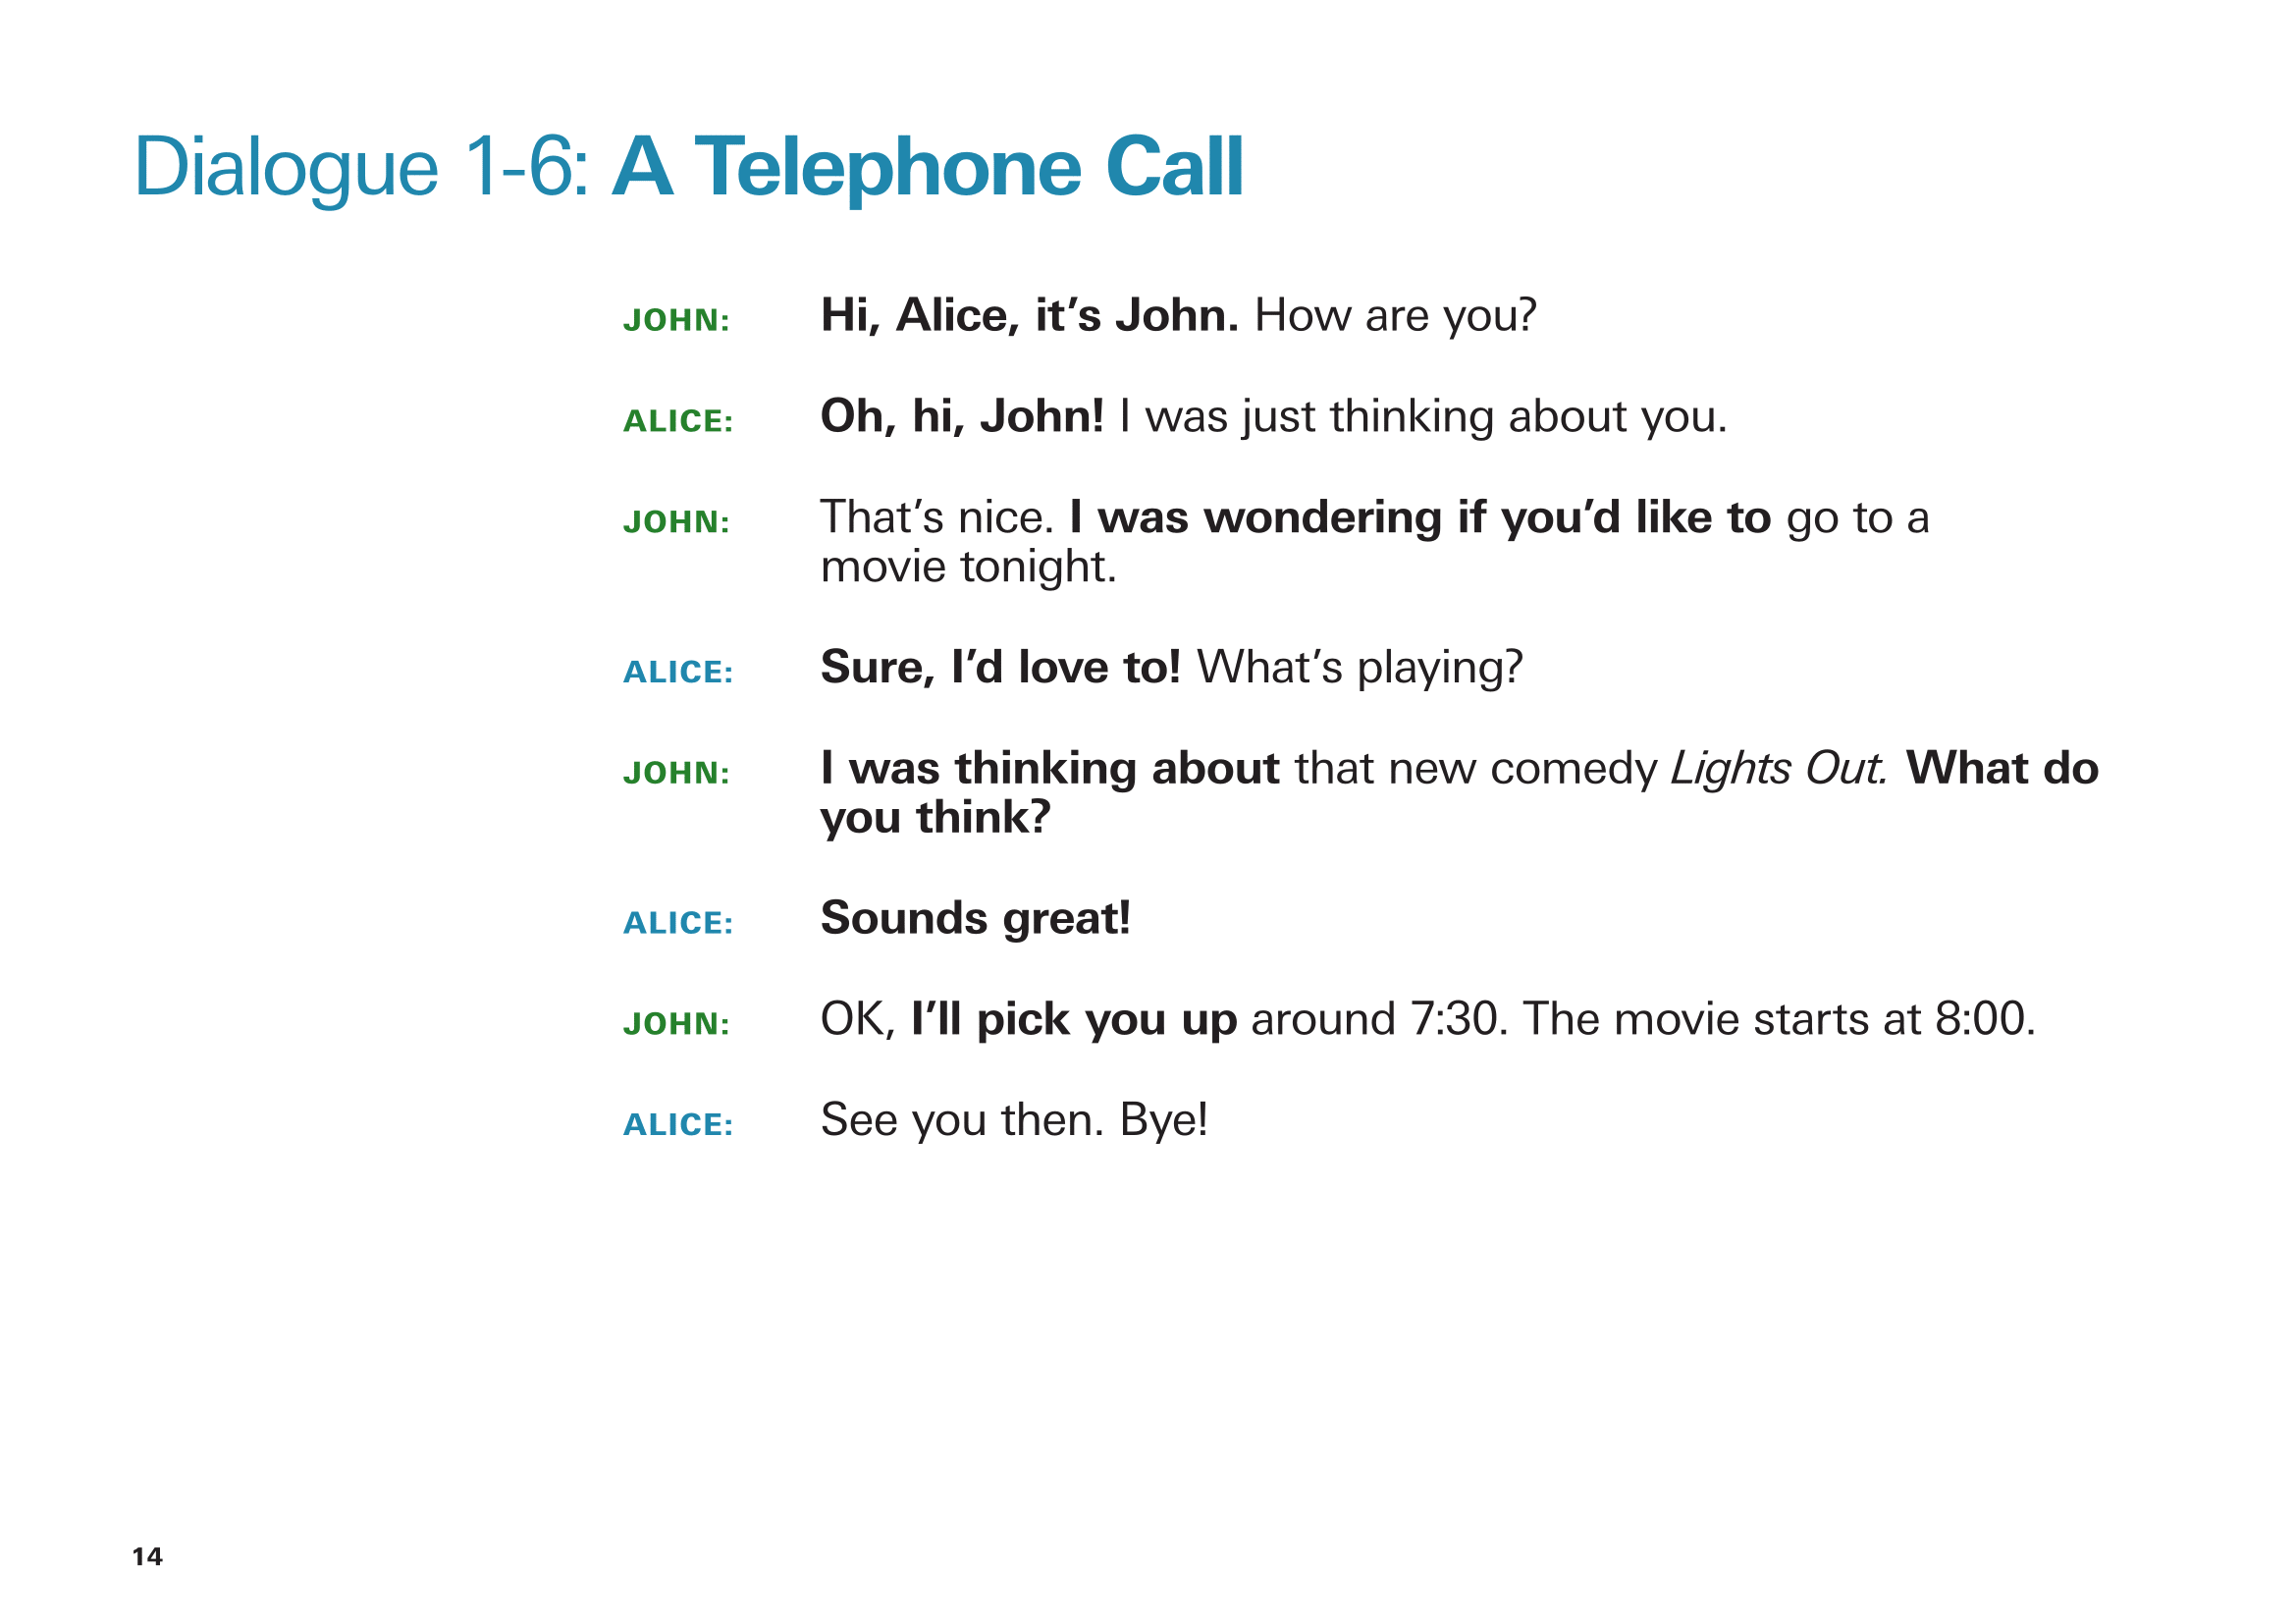 Dialogue 1-6: A Telephone Call
JOHN: Hi, Alice, it’s John. How are you?
ALICE: Oh, hi, John! I was just thinking about you.
JOHN: That’s nice. I was wondering if you’d like to go to a
movie tonight.
ALICE: Sure, I’d love to! What’s playing?
JOHN: I was thinking about that new comedy Lights Out. What do
you think?
ALICE: Sounds great!
JOHN: OK, I’ll pick you up around 7:30. The movie starts at 8:00.
ALICE: See you then. Bye!
14